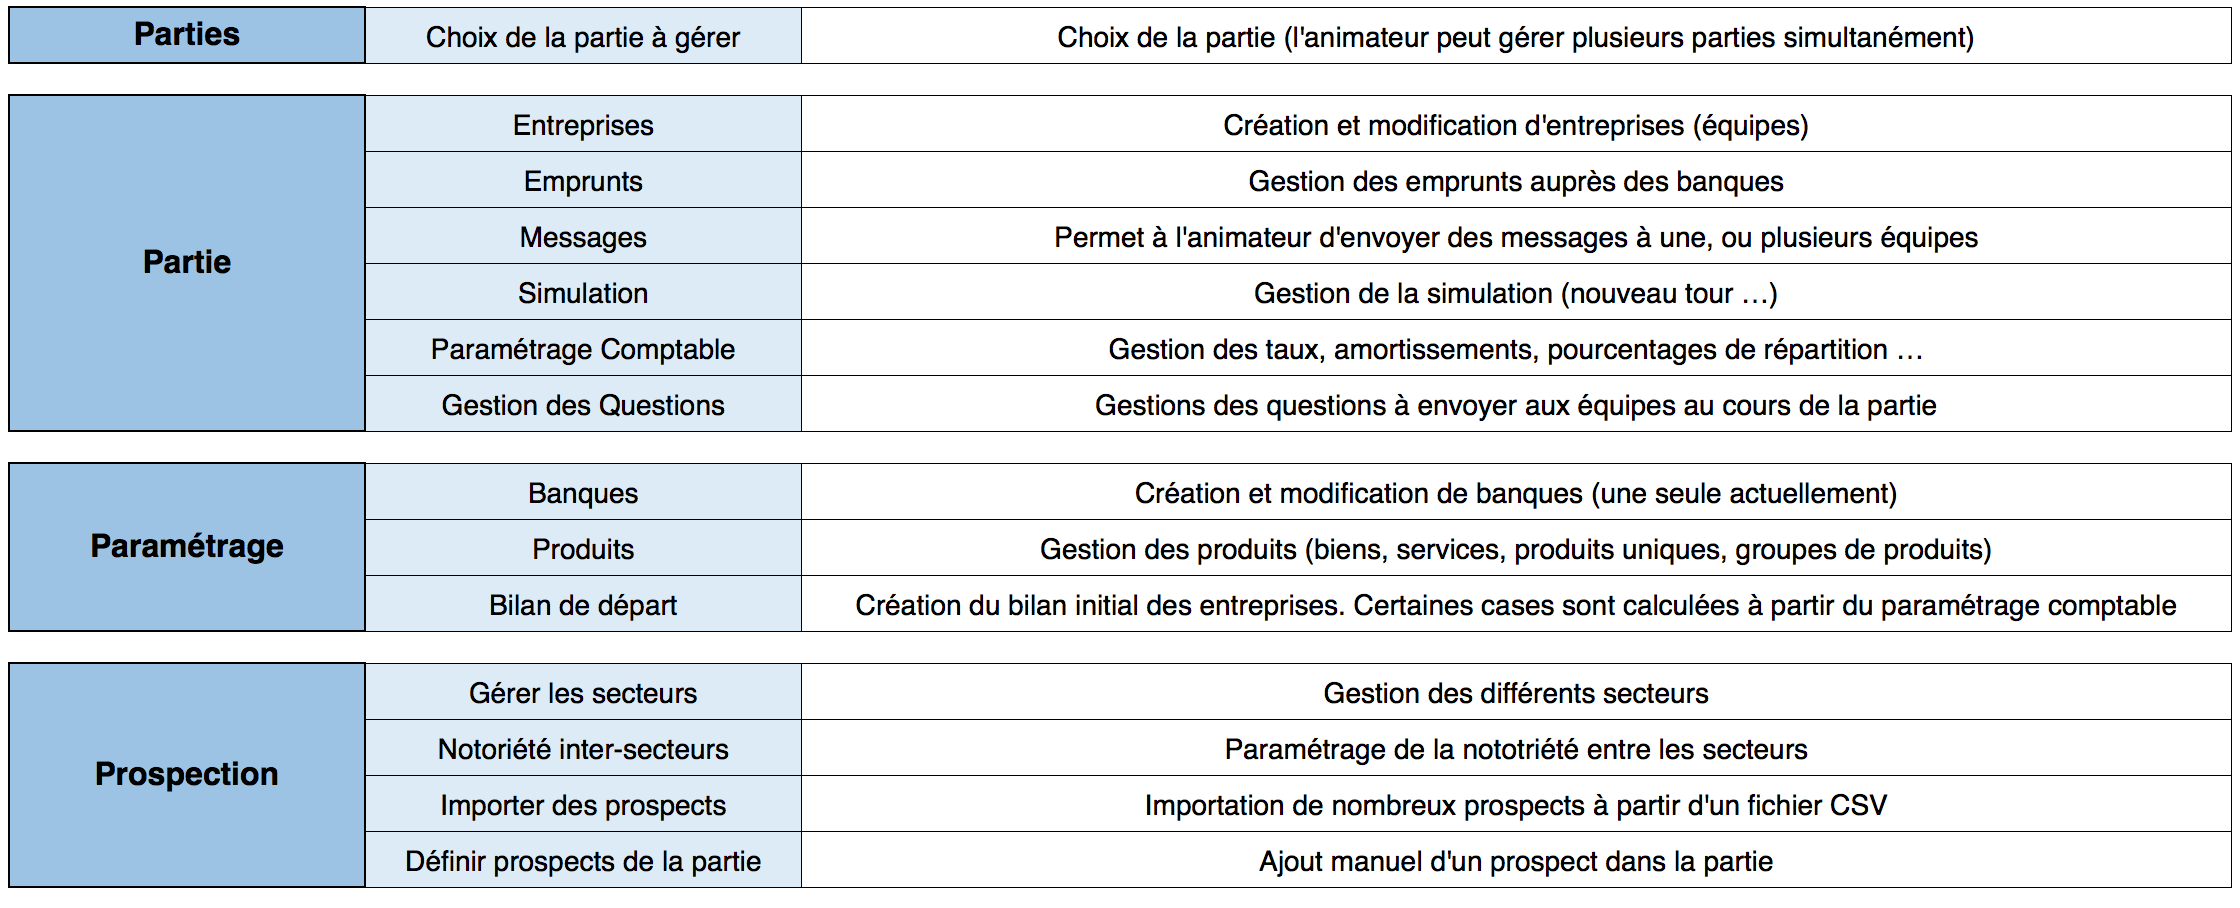 Parties
Choix de la partie à gérer
Choix de la partie (l'animateur peut gérer plusieurs parties simultanément)
Partie
Entreprises
Création et modification d'entreprises (équipes)
Emprunts
Gestion des emprunts auprès des banques
Messages
Permet à l'animateur d'envoyer des messages à une, ou plusieurs équipes
Simulation
Gestion de la simulation (nouveau tour …)
Paramétrage Comptable
Gestion des taux, amortissements, pourcentages de répartition …
Gestion des Questions
Gestions des questions à envoyer aux équipes au cours de la partie
Paramétrage
Banques
Création et modification de banques (une seule actuellement)
Produits
Gestion des produits (biens, services, produits uniques, groupes de produits)
Bilan de départ
Création du bilan initial des entreprises. Certaines cases sont calculées à partir du paramétrage comptable
Prospection
Gérer les secteurs
Gestion des différents secteurs
Notoriété inter-secteurs
Paramétrage de la nototriété entre les secteurs
Importer des prospects
Importation de nombreux prospects à partir d'un fichier CSV
Définir prospects de la partie
Ajout manuel d'un prospect dans la partie